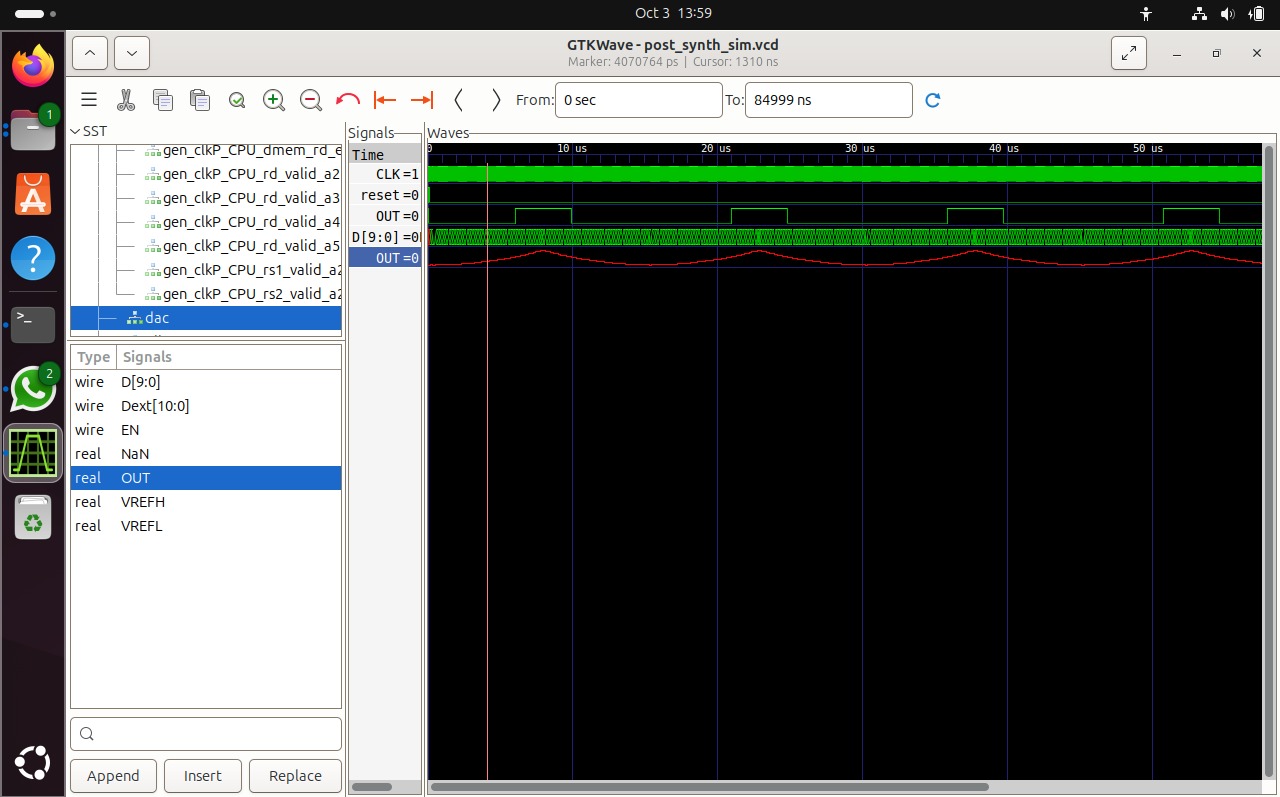 Oct 3 13:59
GTKWave - post_synth_sim.vcd
Marker: 4070764 ps | Cursor: 1310 ns
From: 0 sec To: 84999 ns
1
SST
gen_clkP_CPU_dmem_rd_e
gen_clkP_CPU_rd_valid_a2
gen_clkP_CPU_rd_valid_a3
gen_clkP_CPU_rd_valid_a4
gen_clkP_CPU_rd_valid_a5
gen_clkP_CPU_rs1_valid_a2
gen_clkP_CPU_rs2_valid_a2
dac
Type Signals
wire D[9:0]
wire Dext[10:0]
wire EN
real NaN
real OUT
real VREFH
real VREFL
Append Insert Replace
Signals
Time
CLK =1
reset =0
OUT =0
D[9:0] =0
OUT =0
Waves
0 10 us 20 us 30 us 40 us 50 us
>_
2